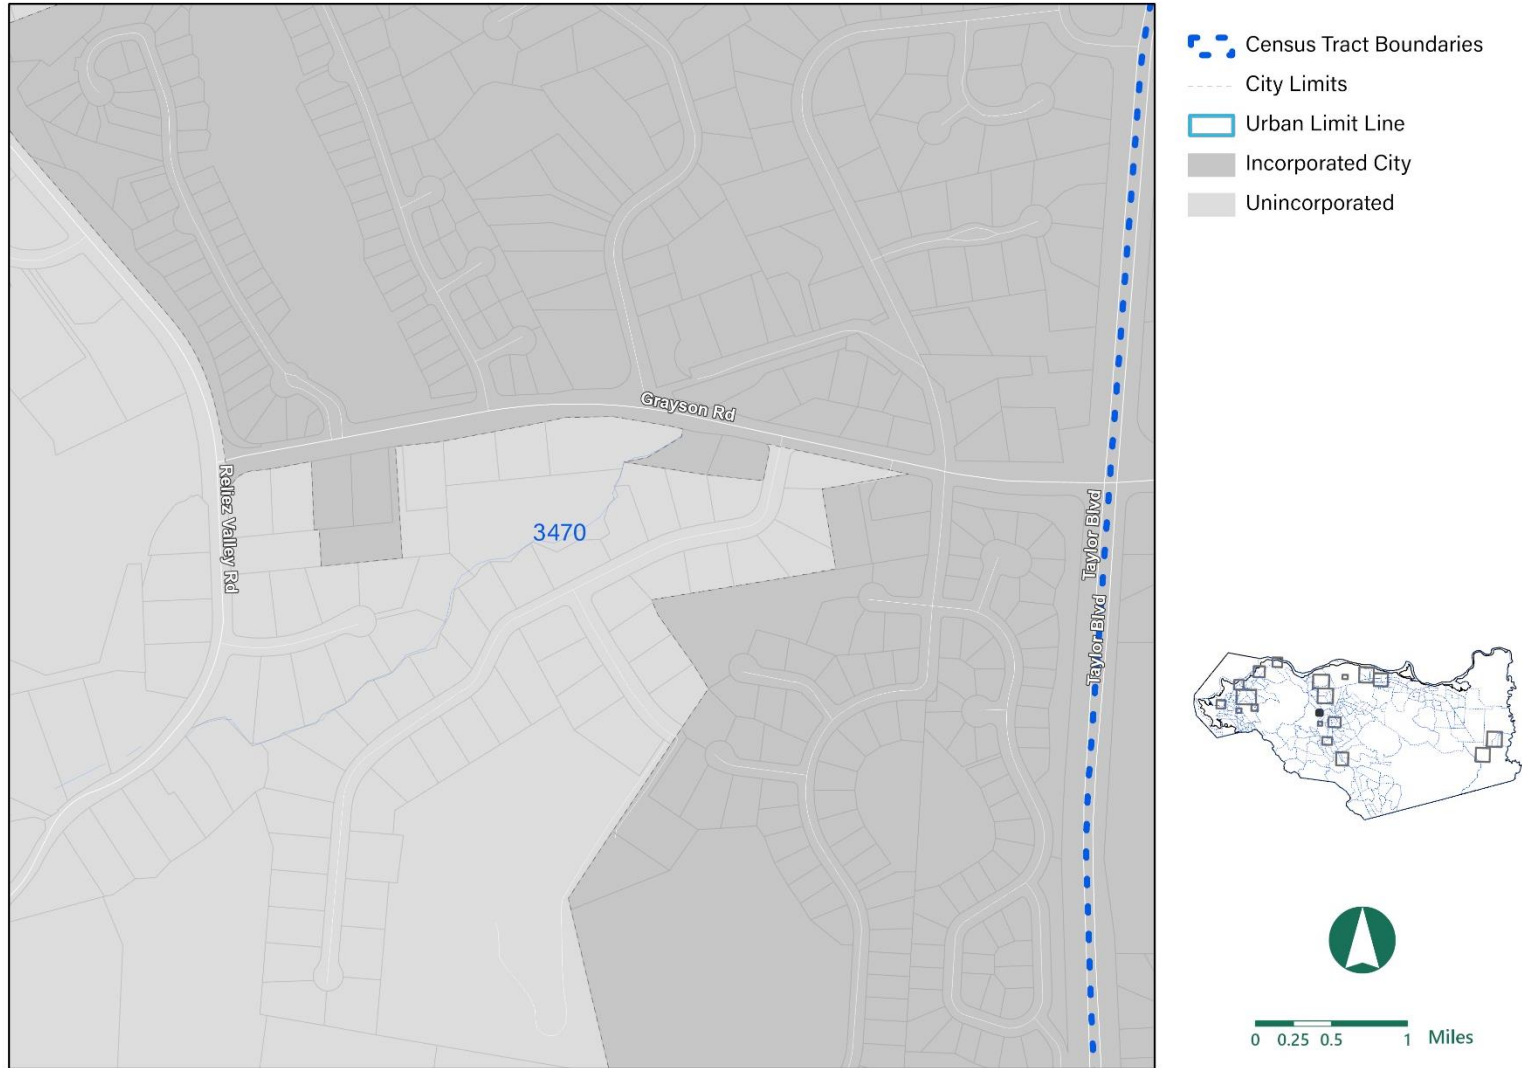 Census Tract Boundaries
City Limits
Urban Limit Line
Incorporated City
Unincorporated
Grayson Rd
Reliez Valley Rd
3470
Taylor Blvd
Taylor Blvd
0 0.25 0.5 1 Miles